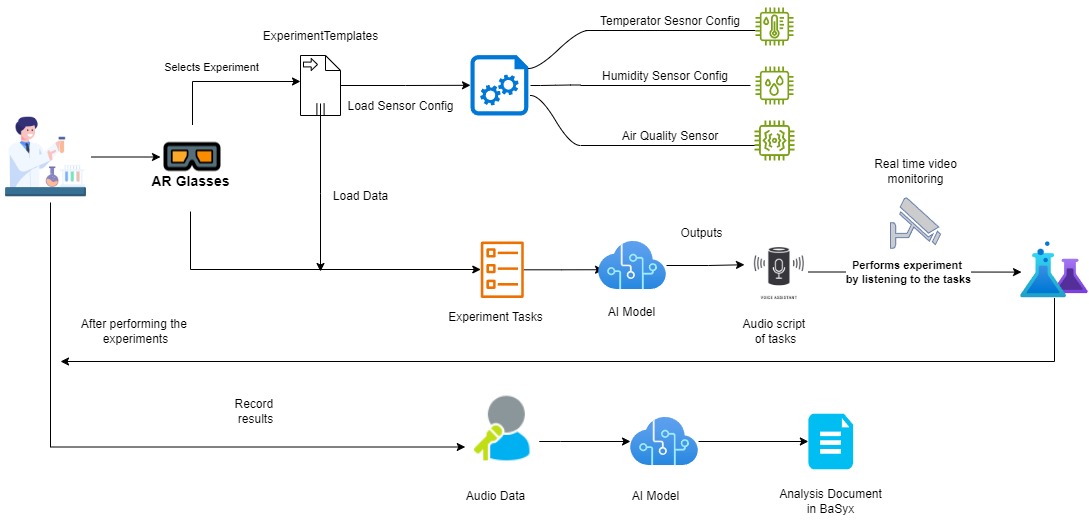 Temperator Sesnor Config
ExperimentTemplates
Selects Experiment
Humidity Sensor Config
Load Sensor Config
Air Quality Sensor
AR Glasses
Real time video
monitoring
Load Data
Outputs
Performs experiment
by listening to the tasks
VOICE ASSISTANT
Experiment Tasks
AI Model
Audio script
of tasks
After performing the
experiments
Record
results
Audio Data
AI Model
Analysis Document
in BaSyx